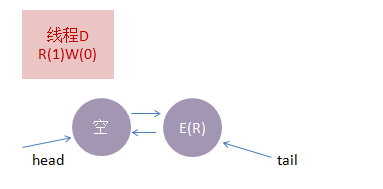 线程D
R(1)W(0)
空
E(R)
head
tail